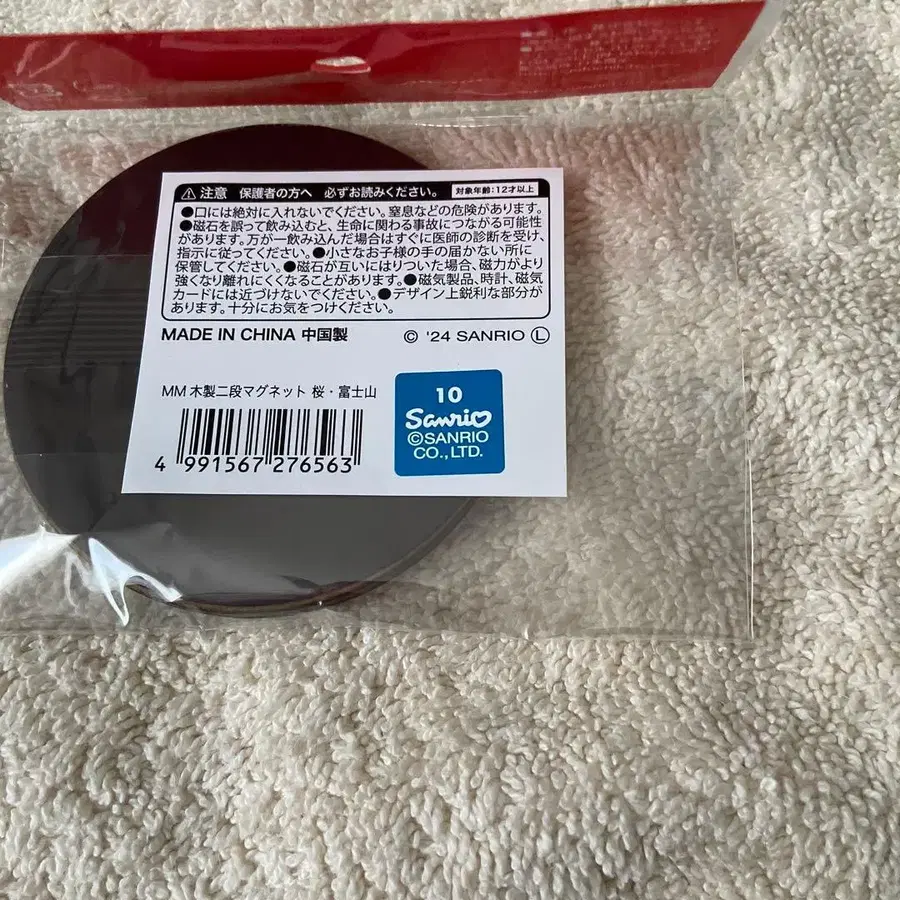 ⚠ 注意 保護者の方へ 必ずお読みください。 対象年齢:12才以上
●口には絶対に入れないでください。窒息などの危険があります。
●磁石を誤って飲み込むと、生命に関わる事故につながる可能性
があります。万が一飲み込んだ場合はすぐに医師の診断を受け、
指示に従ってください。●小さなお子様の手の届かない所に
保管してください。●磁石が互いにはりついた場合、磁力がより
強くなり離れにくくなることがあります。●磁気製品、時計、磁気
カードには近づけないでください。●デザイン上鋭利な部分が
あります。十分にお気をつけください。
MADE IN CHINA 中国製 © '24 SANRIO Ⓛ
MM 木製二段マグネット 桜・富士山
4 991567 276563
10
Sanrio
©SANRIO
CO.,LTD.